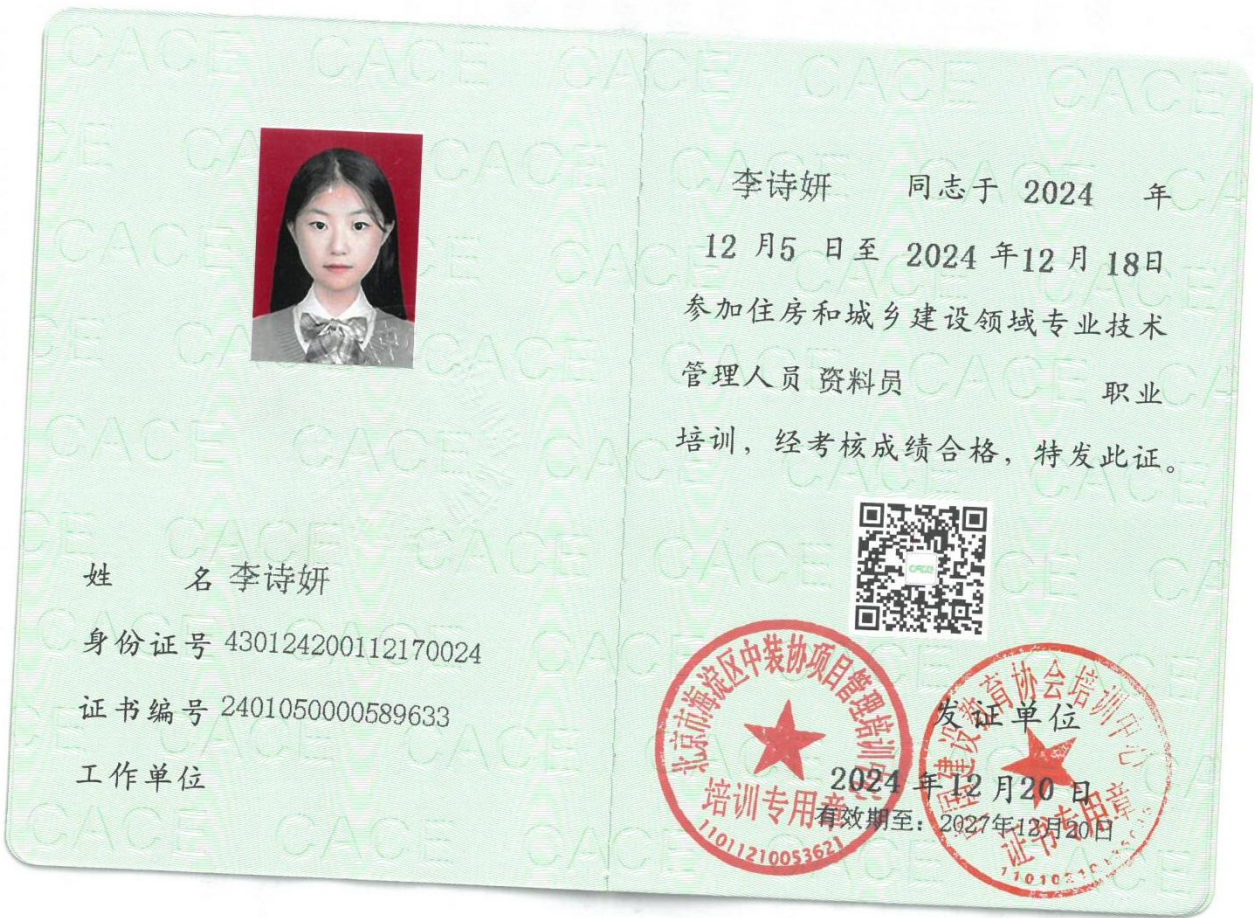 姓 名 李诗妍
身份证号 430124200112170024
证书编号 2401050000589633
工作单位
李诗妍 同志于 2024 年
12 月5 日至 2024 年12 月 18日
参加住房和城乡建设领域专业技术
管理人员 资料员 职业
培训，经考核成绩合格，特发此证。
CACE
北京市海淀区中装协项目管理培训
培训专用章
11011210053621
国建设教育协会培训中心
证书专用章
发证单位
2024 年12月20 日
有效期至：2027年12月20日